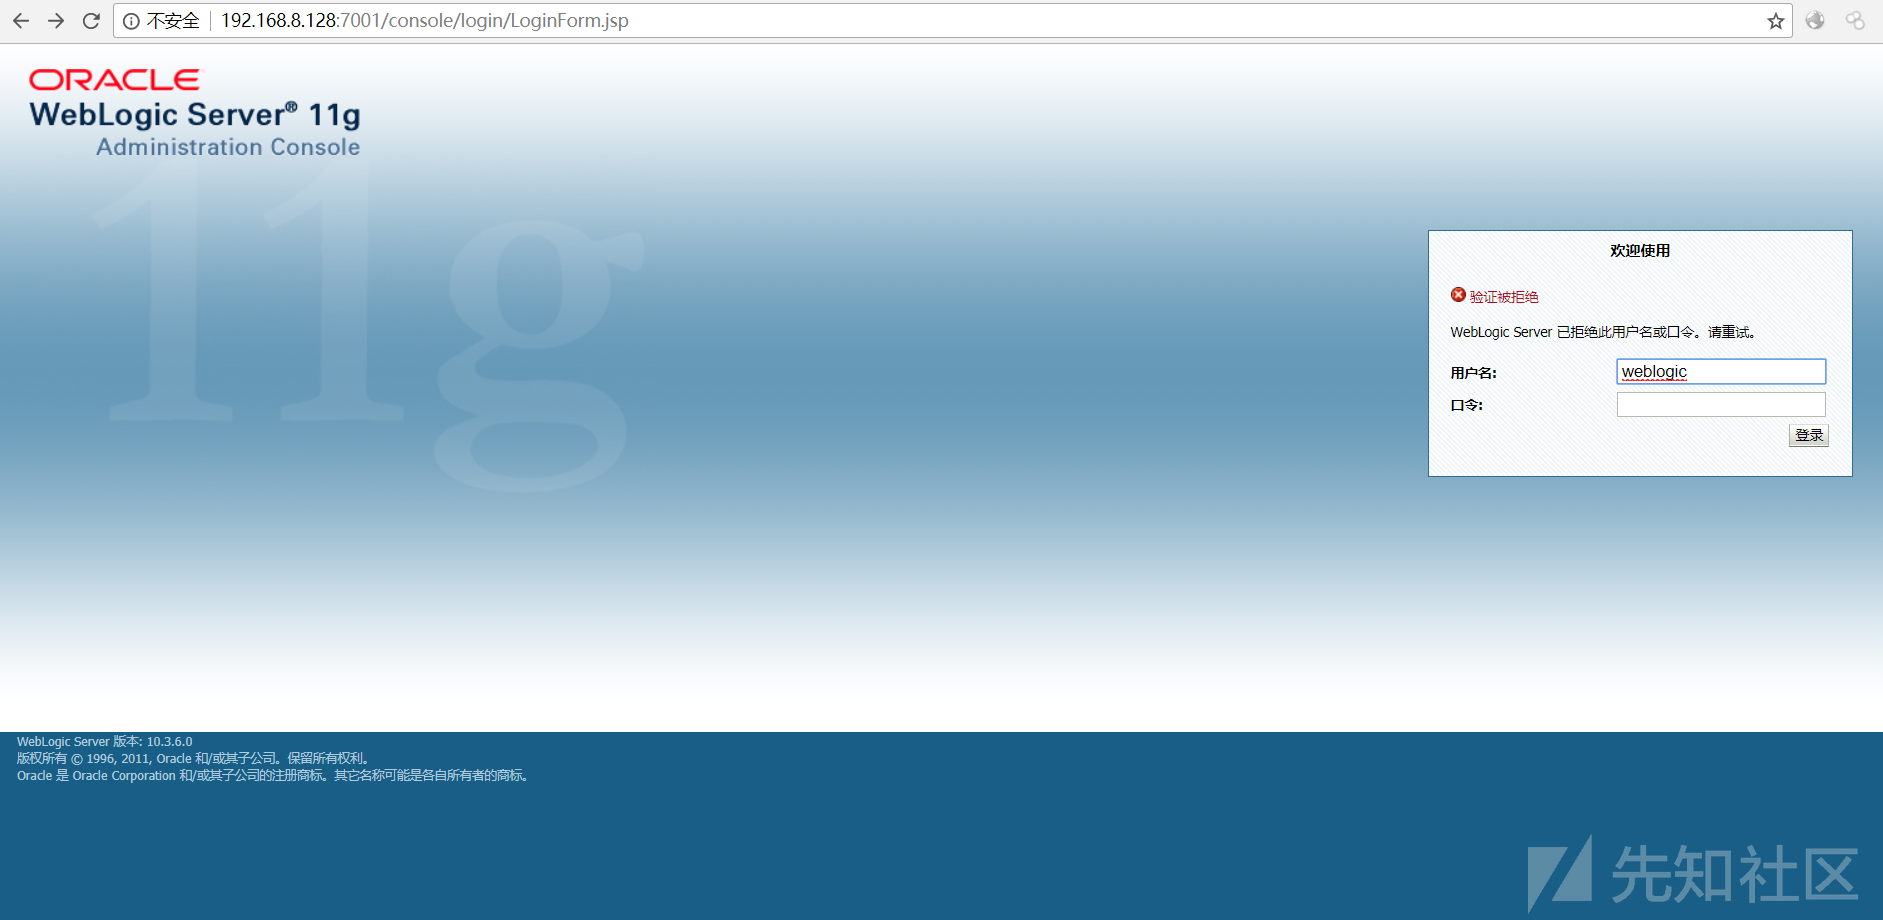 不安全 192.168.8.128:7001/console/login/LoginForm.jsp
ORACLE
WebLogic Server® 11g
Administration Console
11g
欢迎使用
验证被拒绝
WebLogic Server 已拒绝此用户名或口令。请重试。
用户名: weblogic
口令:
登录
WebLogic Server 版本: 10.3.6.0
版权所有 © 1996, 2011, Oracle 和/或其子公司。保留所有权利。
Oracle 是 Oracle Corporation 和/或其子公司的注册商标。其它名称可能是各自所有者的商标。
先知社区